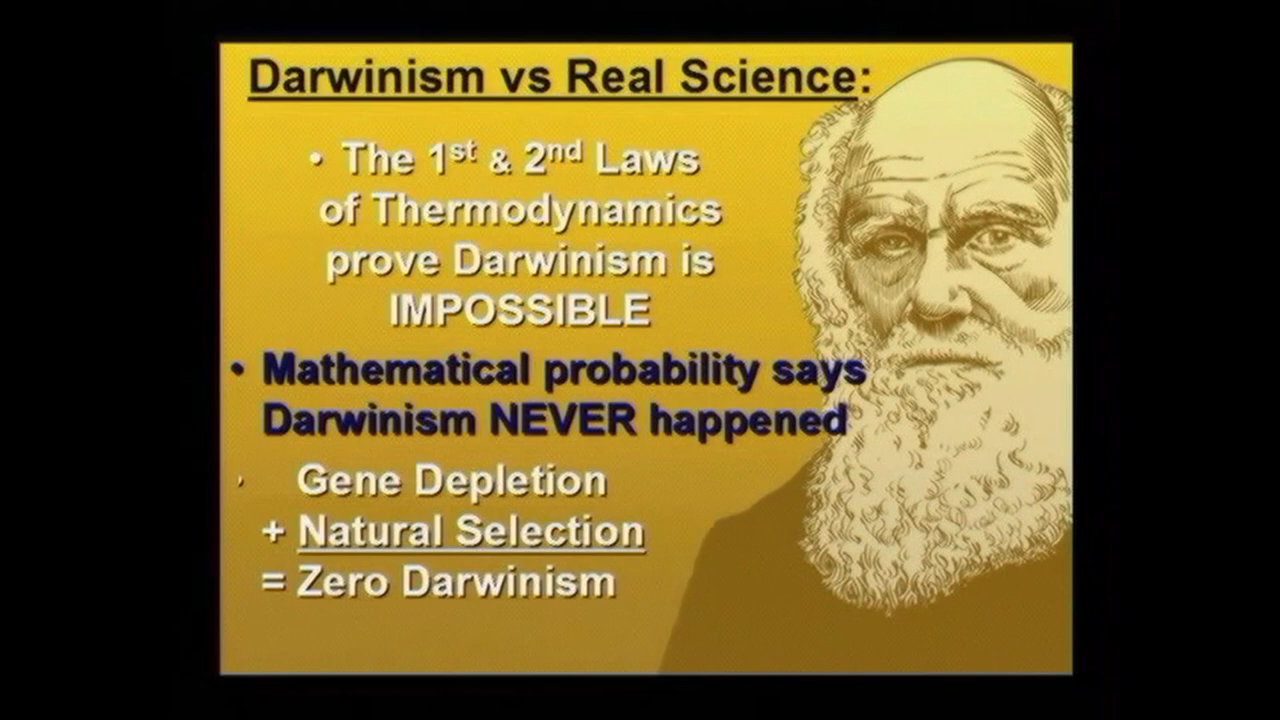 Darwinism vs Real Science:
• The 1st & 2nd Laws
of Thermodynamics
prove Darwinism is
IMPOSSIBLE
• Mathematical probability says
Darwinism NEVER happened
Gene Depletion
+ Natural Selection
= Zero Darwinism